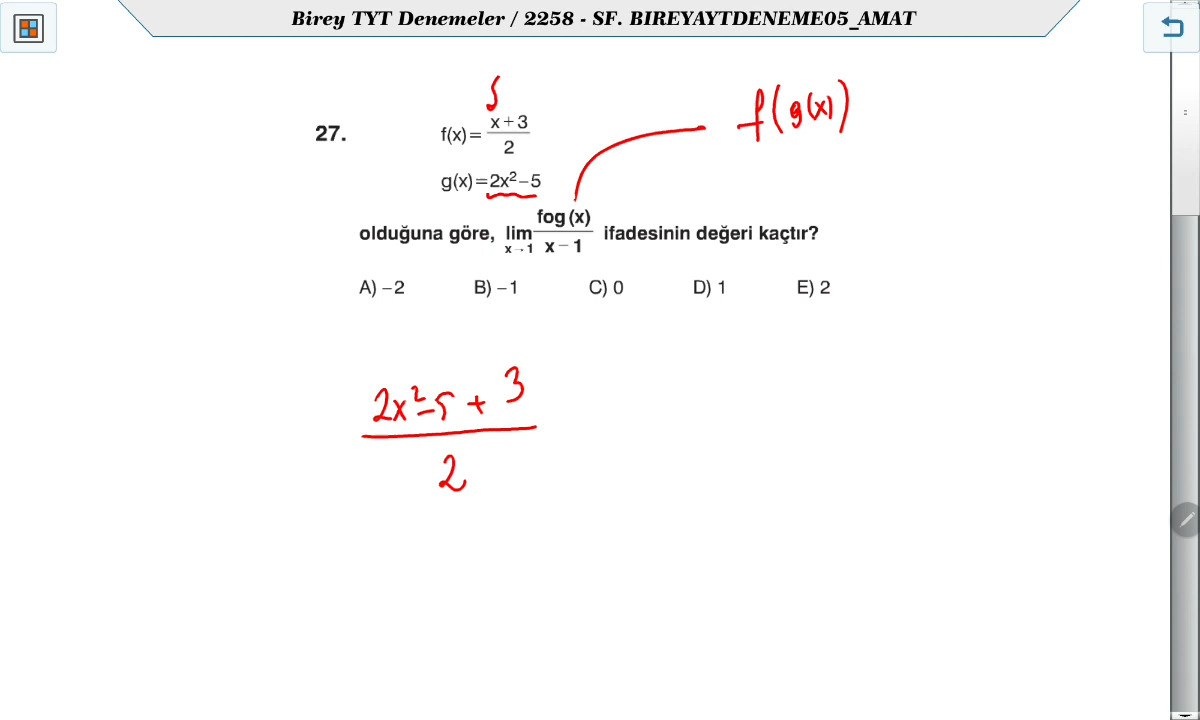 Birey TYT Denemeler / 2258 - SF. BIREYAYTDENEME05_AMAT
f(g(x))
27.
f(x)= x+3
2
g(x)=2x²–5
olduğuna göre, lim x→1 fog (x) / x – 1 ifadesinin değeri kaçtır?
A) –2 B) –1 C) 0 D) 1 E) 2
2x²–5 + 3
2